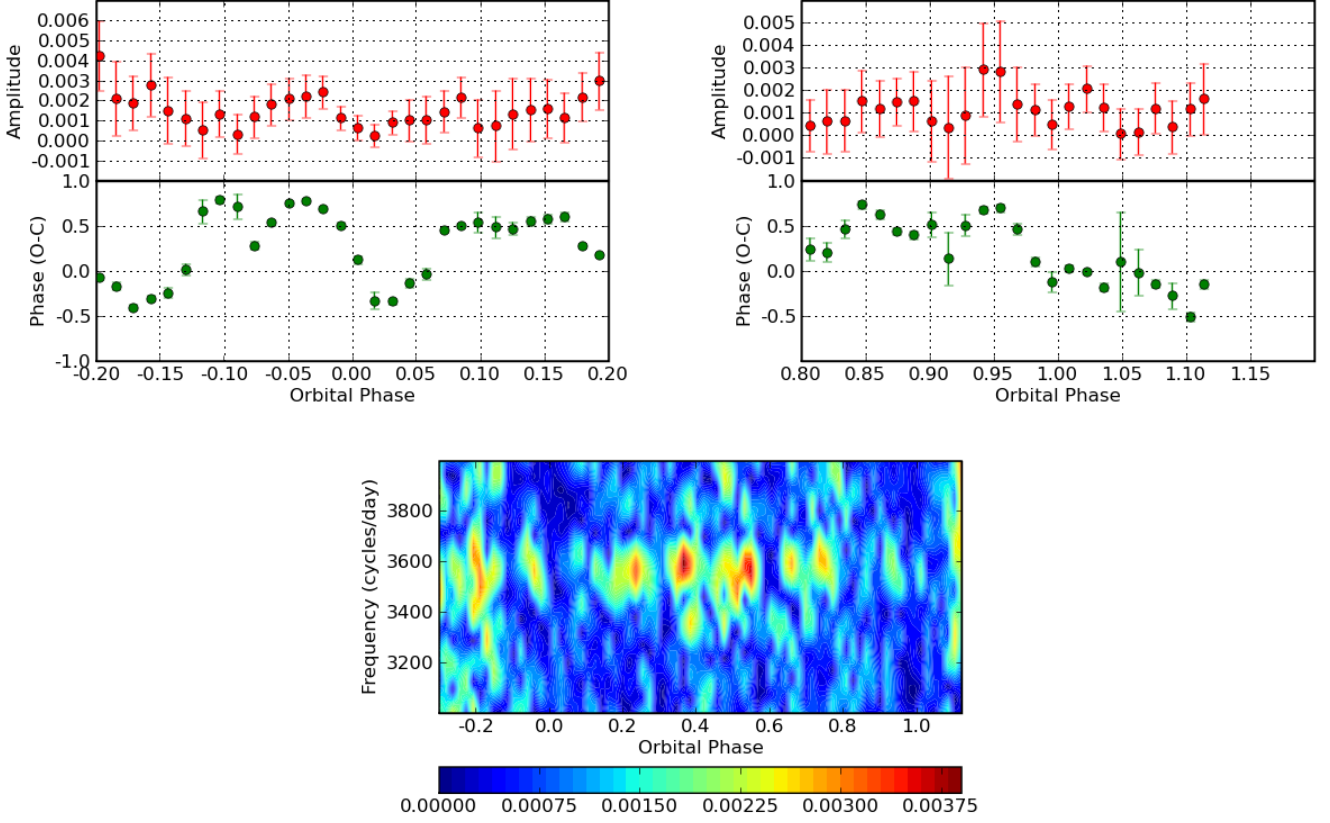 0.006
0.005
0.004
0.003
0.002
0.001
0.000
-0.001
Amplitude
1.0
0.5
0.0
-0.5
-1.0
Phase (O-C)
-0.20 -0.15 -0.10 -0.05 0.00 0.05 0.10 0.15 0.20
Orbital Phase
0.005
0.004
0.003
0.002
0.001
0.000
-0.001
Amplitude
1.0
0.5
0.0
-0.5
Phase (O-C)
0.80 0.85 0.90 0.95 1.00 1.05 1.10 1.15
Orbital Phase
3800
3600
3400
3200
Frequency (cycles/day)
-0.2 0.0 0.2 0.4 0.6 0.8 1.0
Orbital Phase
0.00000 0.00075 0.00150 0.00225 0.00300 0.00375